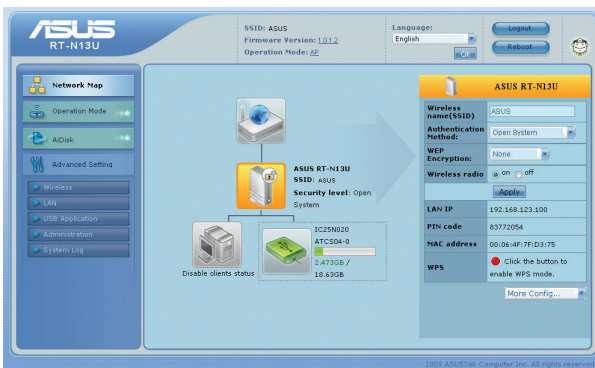 ASUS
RT-N13U
SSID: ASUS
Firmware Version: 1.0.1.2
Operation Mode: AP
Language:
English
Logout
Reboot
Network Map
Operation Mode
AiDisk
Advanced Setting
Wireless
LAN
USB Application
Administration
System Log
ASUS RT-N13U
SSID: ASUS
Security level: Open
System
Disable clients status
IC25N020
ATCS04-0
2.473GB /
18.63GB
ASUS RT-N13U
Wireless
name(SSID)
ASUS
Authentication
Method:
Open System
WEP
Encryption:
None
Wireless radio
on off
Apply
LAN IP
192.168.123.100
PIN code
83772054
MAC address
00:06:4F:7F:D3:75
WPS
Click the button to
enable WPS mode.
More Config...
2009 ASUSTek Computer Inc. All rights reserved